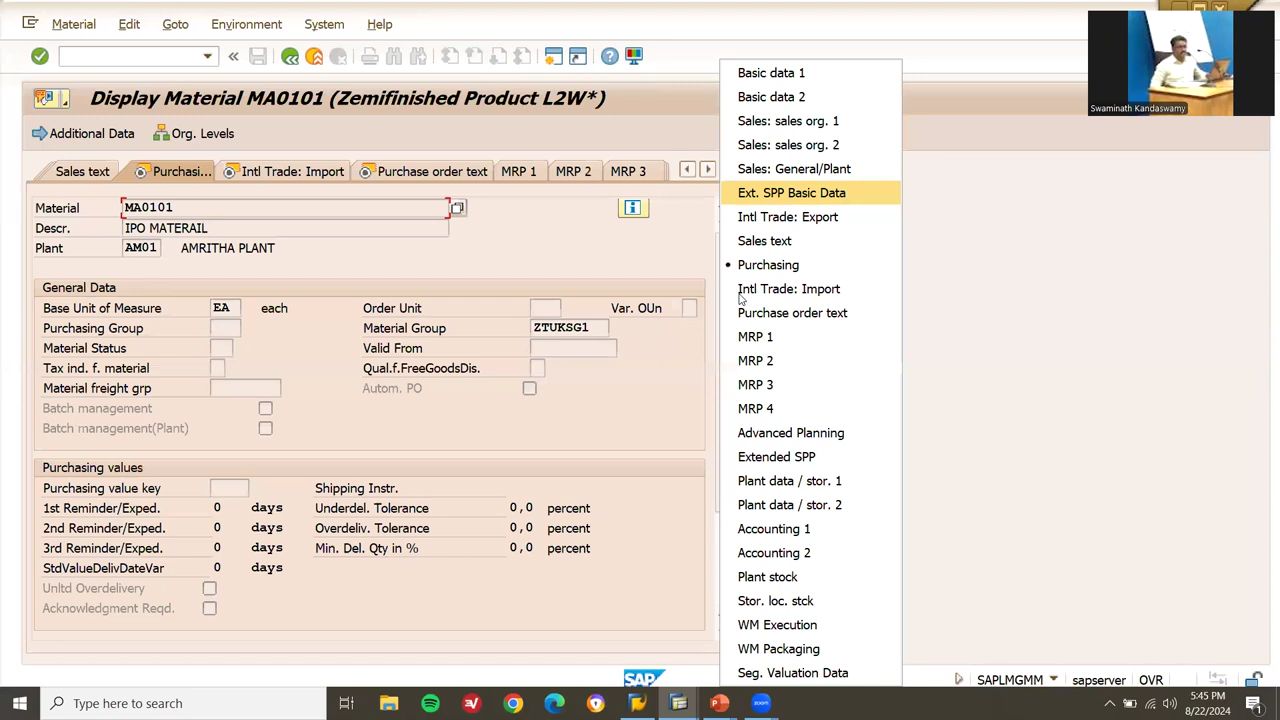 Material Edit Goto Environment System Help
Swaminath Kandaswamy
Display Material MA0101 (Zemifinished Product L2W*)
Additional Data Org. Levels
Sales text Purchasi... Intl Trade: Import Purchase order text MRP 1 MRP 2 MRP 3
Material MA0101
Descr. IPO MATERAIL
Plant AM01 AMRITHA PLANT
General Data
Base Unit of Measure EA each Order Unit Var. OUn
Purchasing Group Material Group ZTUKSG1
Material Status Valid From
Tax ind. f. material Qual.f.FreeGoodsDis.
Material freight grp Autom. PO
Batch management
Batch management(Plant)
Purchasing values
Purchasing value key Shipping Instr.
1st Reminder/Exped. 0 days Underdel. Tolerance 0,0 percent
2nd Reminder/Exped. 0 days Overdeliv. Tolerance 0,0 percent
3rd Reminder/Exped. 0 days Min. Del. Qty in % 0,0 percent
StdValueDelivDateVar 0 days
Unltd Overdelivery
Acknowledgment Reqd.
Basic data 1
Basic data 2
Sales: sales org. 1
Sales: sales org. 2
Sales: General/Plant
Ext. SPP Basic Data
Intl Trade: Export
Sales text
Purchasing
Intl Trade: Import
Purchase order text
MRP 1
MRP 2
MRP 3
MRP 4
Advanced Planning
Extended SPP
Plant data / stor. 1
Plant data / stor. 2
Accounting 1
Accounting 2
Plant stock
Stor. loc. stck
WM Execution
WM Packaging
Seg. Valuation Data
SAP
SAPLMGMM sapserver OVR
Type here to search
5:45 PM
8/22/2024